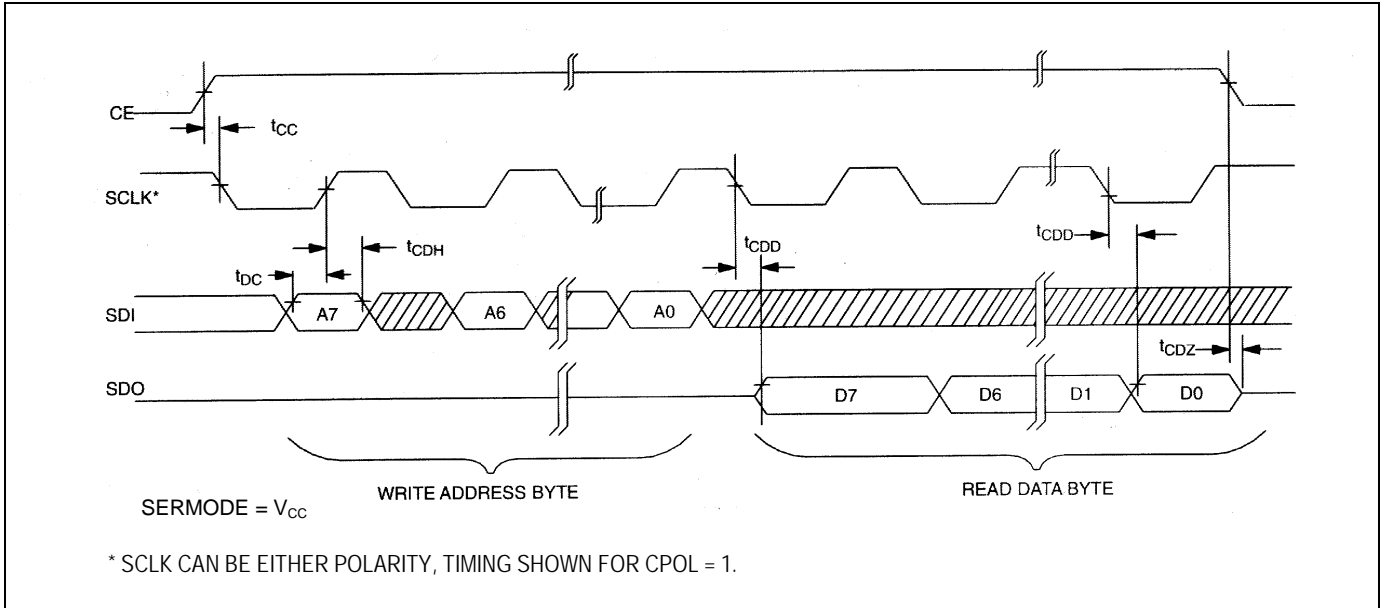 CE
tCC
SCLK*
tCDH
tCDD
tCDD
tDC
SDI
A7
A6
A0
tCDZ
SDO
D7
D6
D1
D0
WRITE ADDRESS BYTE
READ DATA BYTE
SERMODE = VCC
* SCLK CAN BE EITHER POLARITY, TIMING SHOWN FOR CPOL = 1.